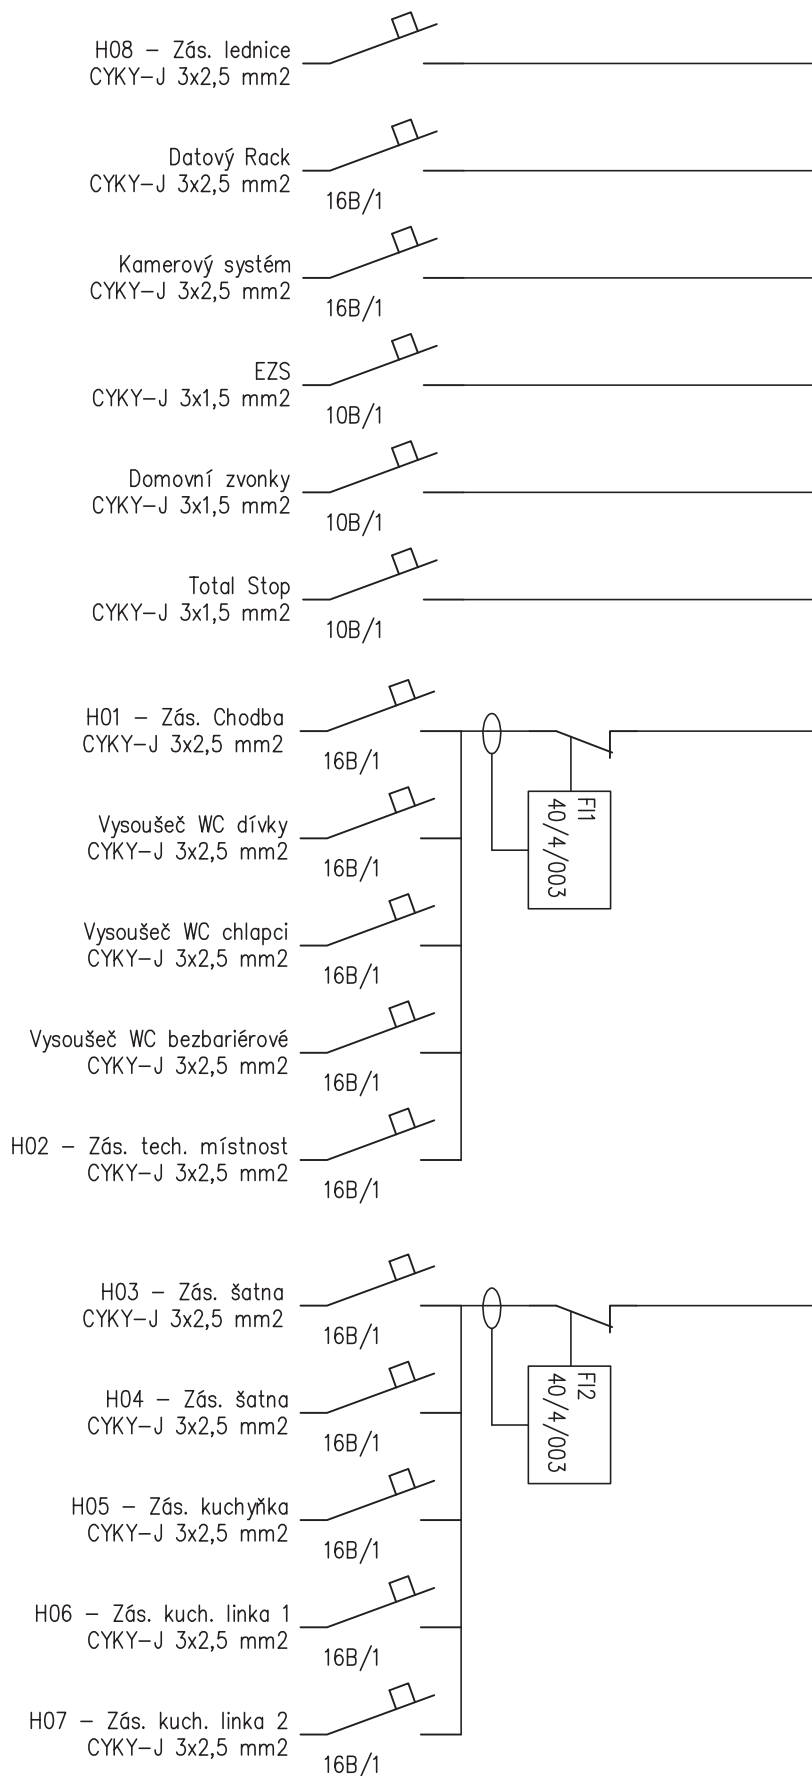 H08 – Zás. lednice
CYKY–J 3x2,5 mm2
Datový Rack
CYKY–J 3x2,5 mm2
16B/1
Kamerový systém
CYKY–J 3x2,5 mm2
16B/1
EZS
CYKY–J 3x1,5 mm2
10B/1
Domovní zvonky
CYKY–J 3x1,5 mm2
10B/1
Total Stop
CYKY–J 3x1,5 mm2
10B/1
H01 – Zás. Chodba
CYKY–J 3x2,5 mm2
16B/1
FI1
40/4/003
Vysoušeč WC dívky
CYKY–J 3x2,5 mm2
16B/1
Vysoušeč WC chlapci
CYKY–J 3x2,5 mm2
16B/1
Vysoušeč WC bezbariérové
CYKY–J 3x2,5 mm2
16B/1
H02 – Zás. tech. místnost
CYKY–J 3x2,5 mm2
16B/1
H03 – Zás. šatna
CYKY–J 3x2,5 mm2
16B/1
FI2
40/4/003
H04 – Zás. šatna
CYKY–J 3x2,5 mm2
16B/1
H05 – Zás. kuchyňka
CYKY–J 3x2,5 mm2
16B/1
H06 – Zás. kuch. linka 1
CYKY–J 3x2,5 mm2
16B/1
H07 – Zás. kuch. linka 2
CYKY–J 3x2,5 mm2
16B/1